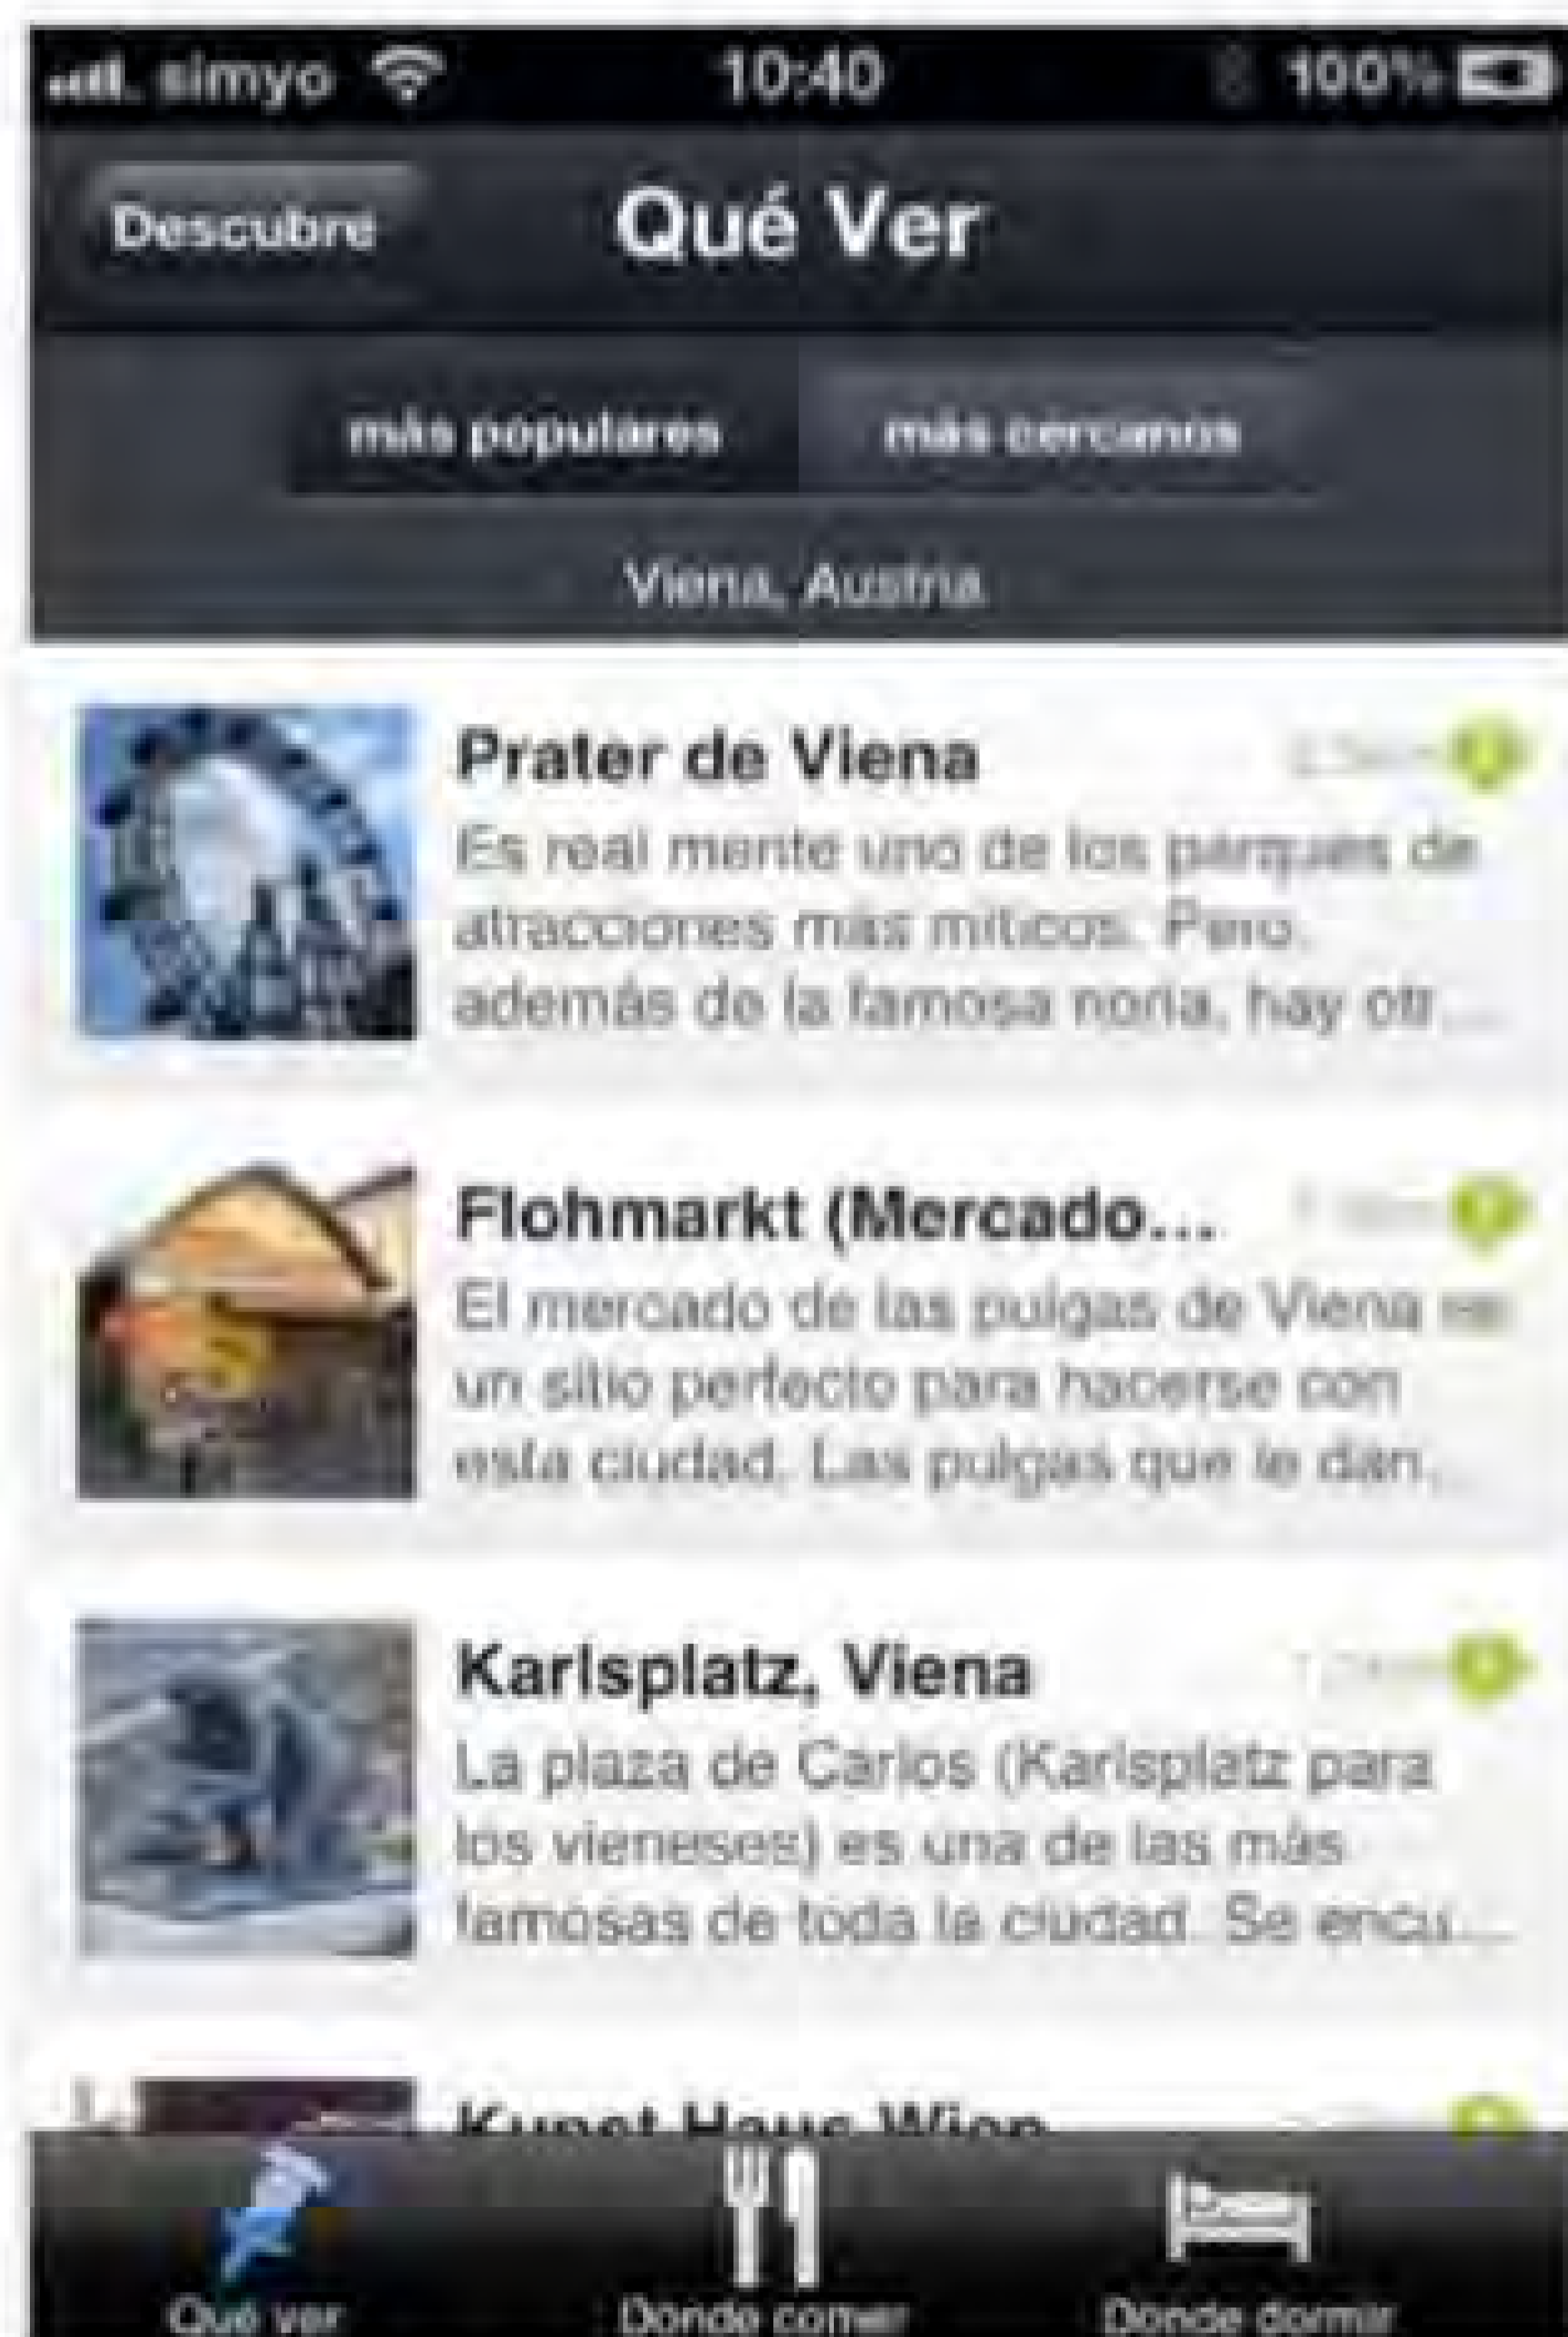 simyo 10:40 100%
Descubre Qué Ver
más populares más cercanos
Viena, Austria
Prater de Viena
Es real mente uno de los parques de
atracciones más míticos. Pero,
además de la famosa noria, hay otr...
Flohmarkt (Mercado...
El mercado de las pulgas de Viena es
un sitio perfecto para hacerse con
esta ciudad. Las pulgas que le dan...
Karlsplatz, Viena
La plaza de Carlos (Karlsplatz para
los vieneses) es una de las más
famosas de toda la ciudad. Se encu...
Kunst Haus Wien
Qué ver Donde comer Donde dormir